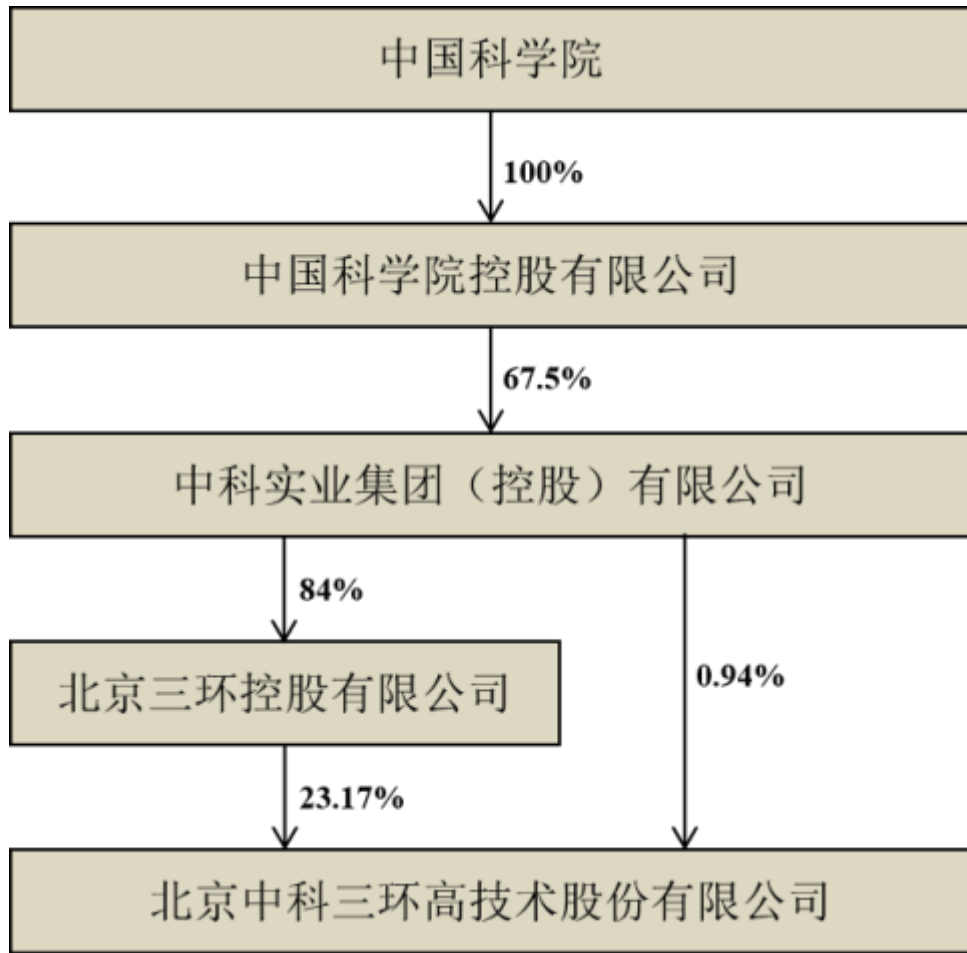 中国科学院
100%
中国科学院控股有限公司
67.5%
中科实业集团（控股）有限公司
84%
0.94%
北京三环控股有限公司
23.17%
北京中科三环高技术股份有限公司